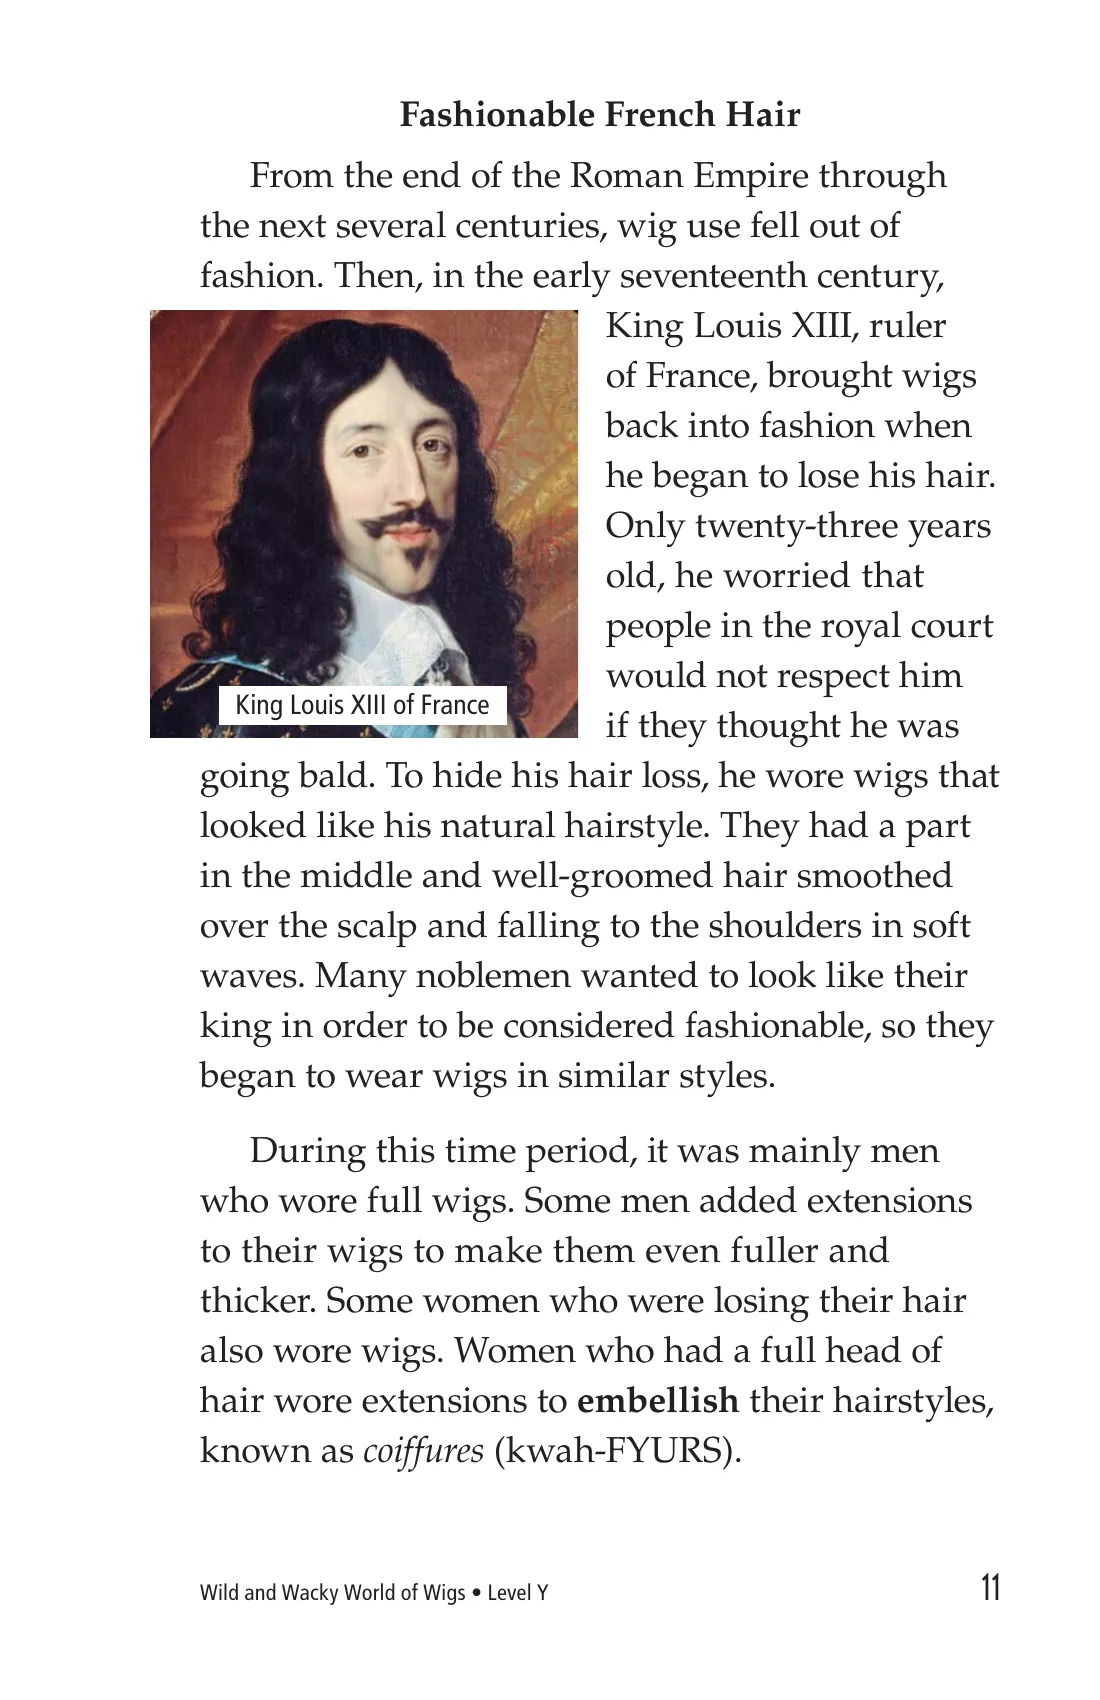 Fashionable French Hair
From the end of the Roman Empire through
the next several centuries, wig use fell out of
fashion. Then, in the early seventeenth century,
King Louis XIII, ruler
of France, brought wigs
back into fashion when
he began to lose his hair.
Only twenty-three years
old, he worried that
people in the royal court
would not respect him
if they thought he was
King Louis XIII of France
going bald. To hide his hair loss, he wore wigs that
looked like his natural hairstyle. They had a part
in the middle and well-groomed hair smoothed
over the scalp and falling to the shoulders in soft
waves. Many noblemen wanted to look like their
king in order to be considered fashionable, so they
began to wear wigs in similar styles.
During this time period, it was mainly men
who wore full wigs. Some men added extensions
to their wigs to make them even fuller and
thicker. Some women who were losing their hair
also wore wigs. Women who had a full head of
hair wore extensions to embellish their hairstyles,
known as coiffures (kwah-FYURS).
Wild and Wacky World of Wigs • Level Y
11